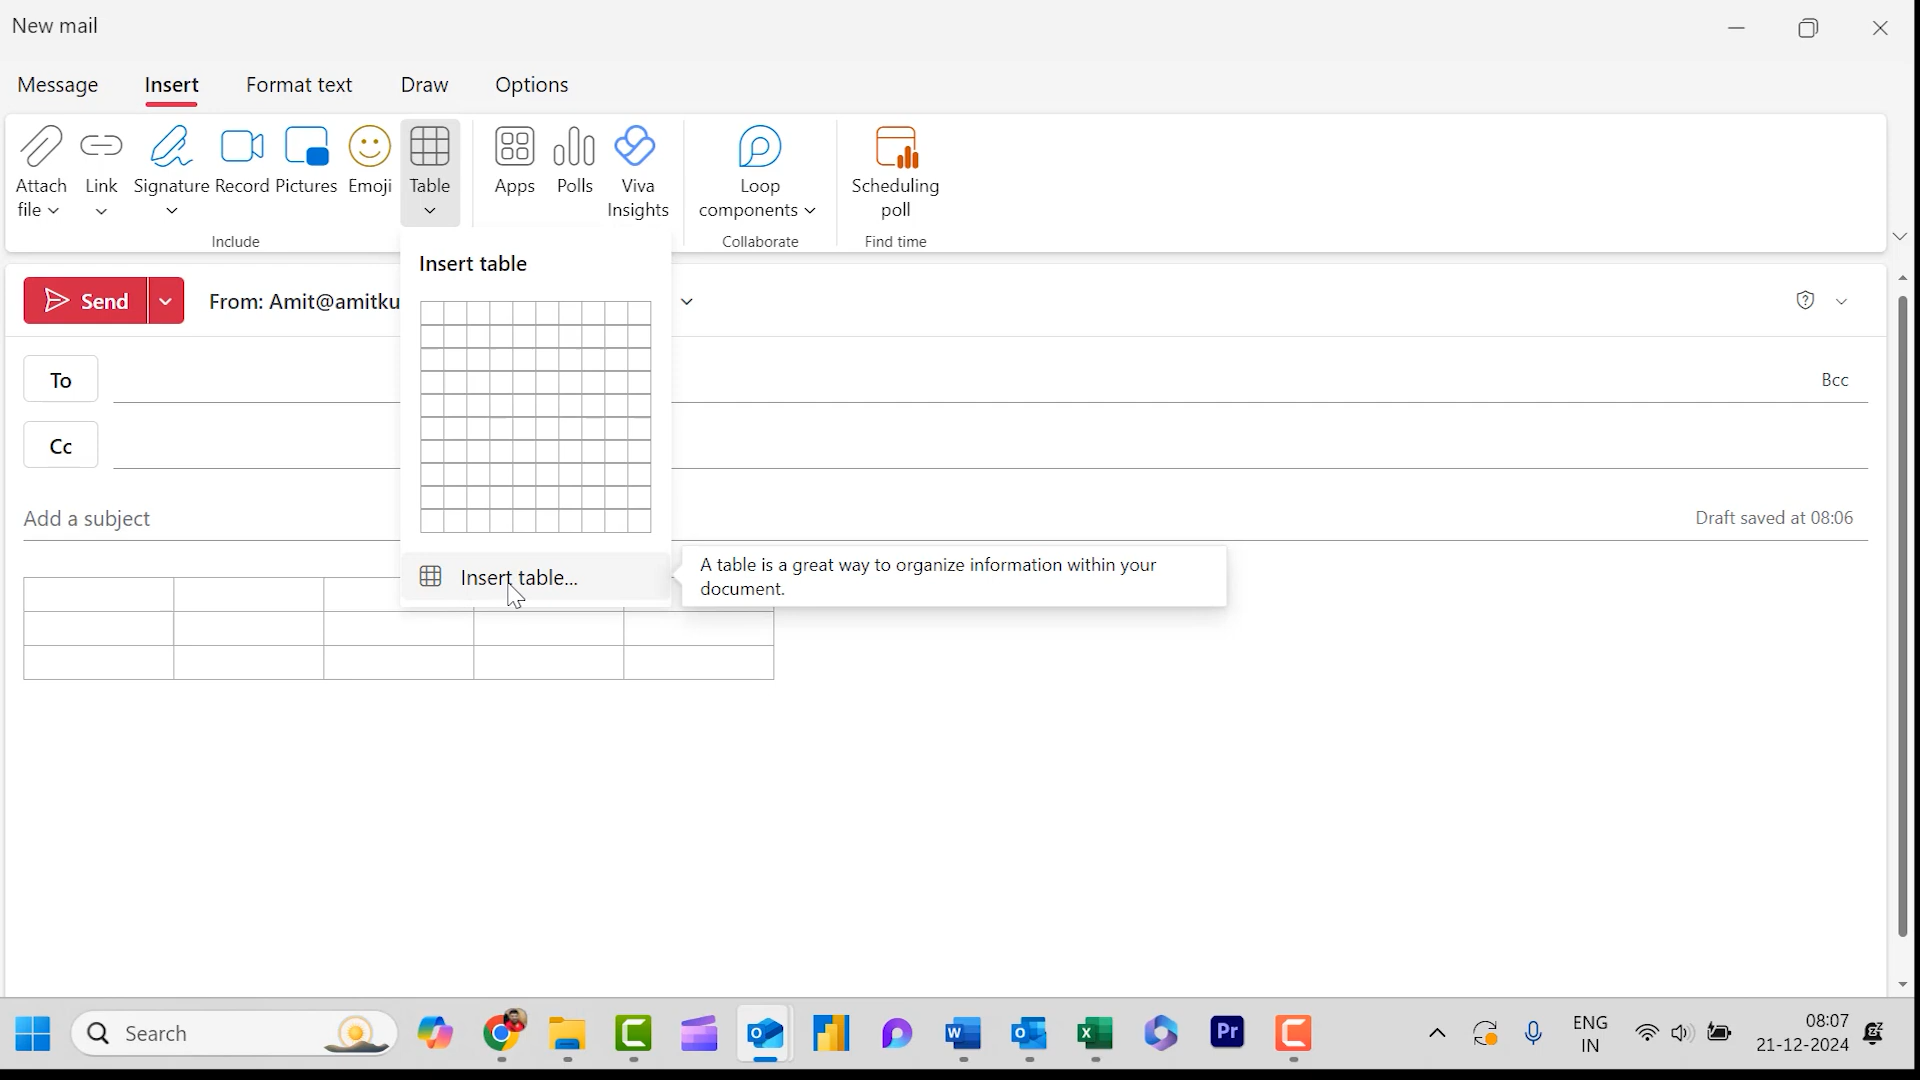 New mail
Message Insert Format text Draw Options
Attach file
Link
Signature
Record
Pictures
Emoji
Table
Apps
Polls
Viva Insights
Loop components
Scheduling poll
Include
Collaborate
Find time
Insert table
Send
From: Amit@amitku
To
Bcc
Cc
Add a subject
Draft saved at 08:06
Insert table...
A table is a great way to organize information within your
document.
Search
Pr
ENG
IN
08:07
21-12-2024